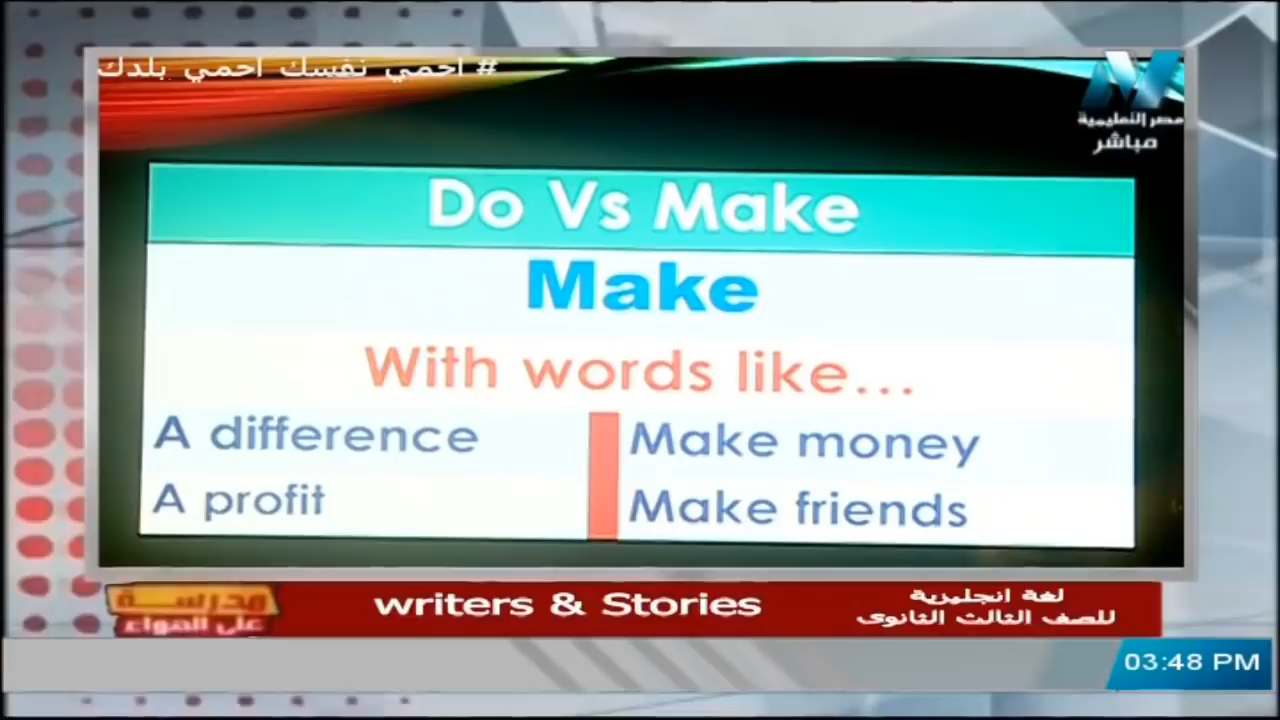 # احمي نفسك احمي بلدك
مصر التعليمية
مباشر
Do Vs Make
Make
With words like...
A difference
Make money
A profit
Make friends
مدرسة
على الهواء
writers & Stories
لغة انجليزية
للصف الثالث الثانوى
03:48 PM